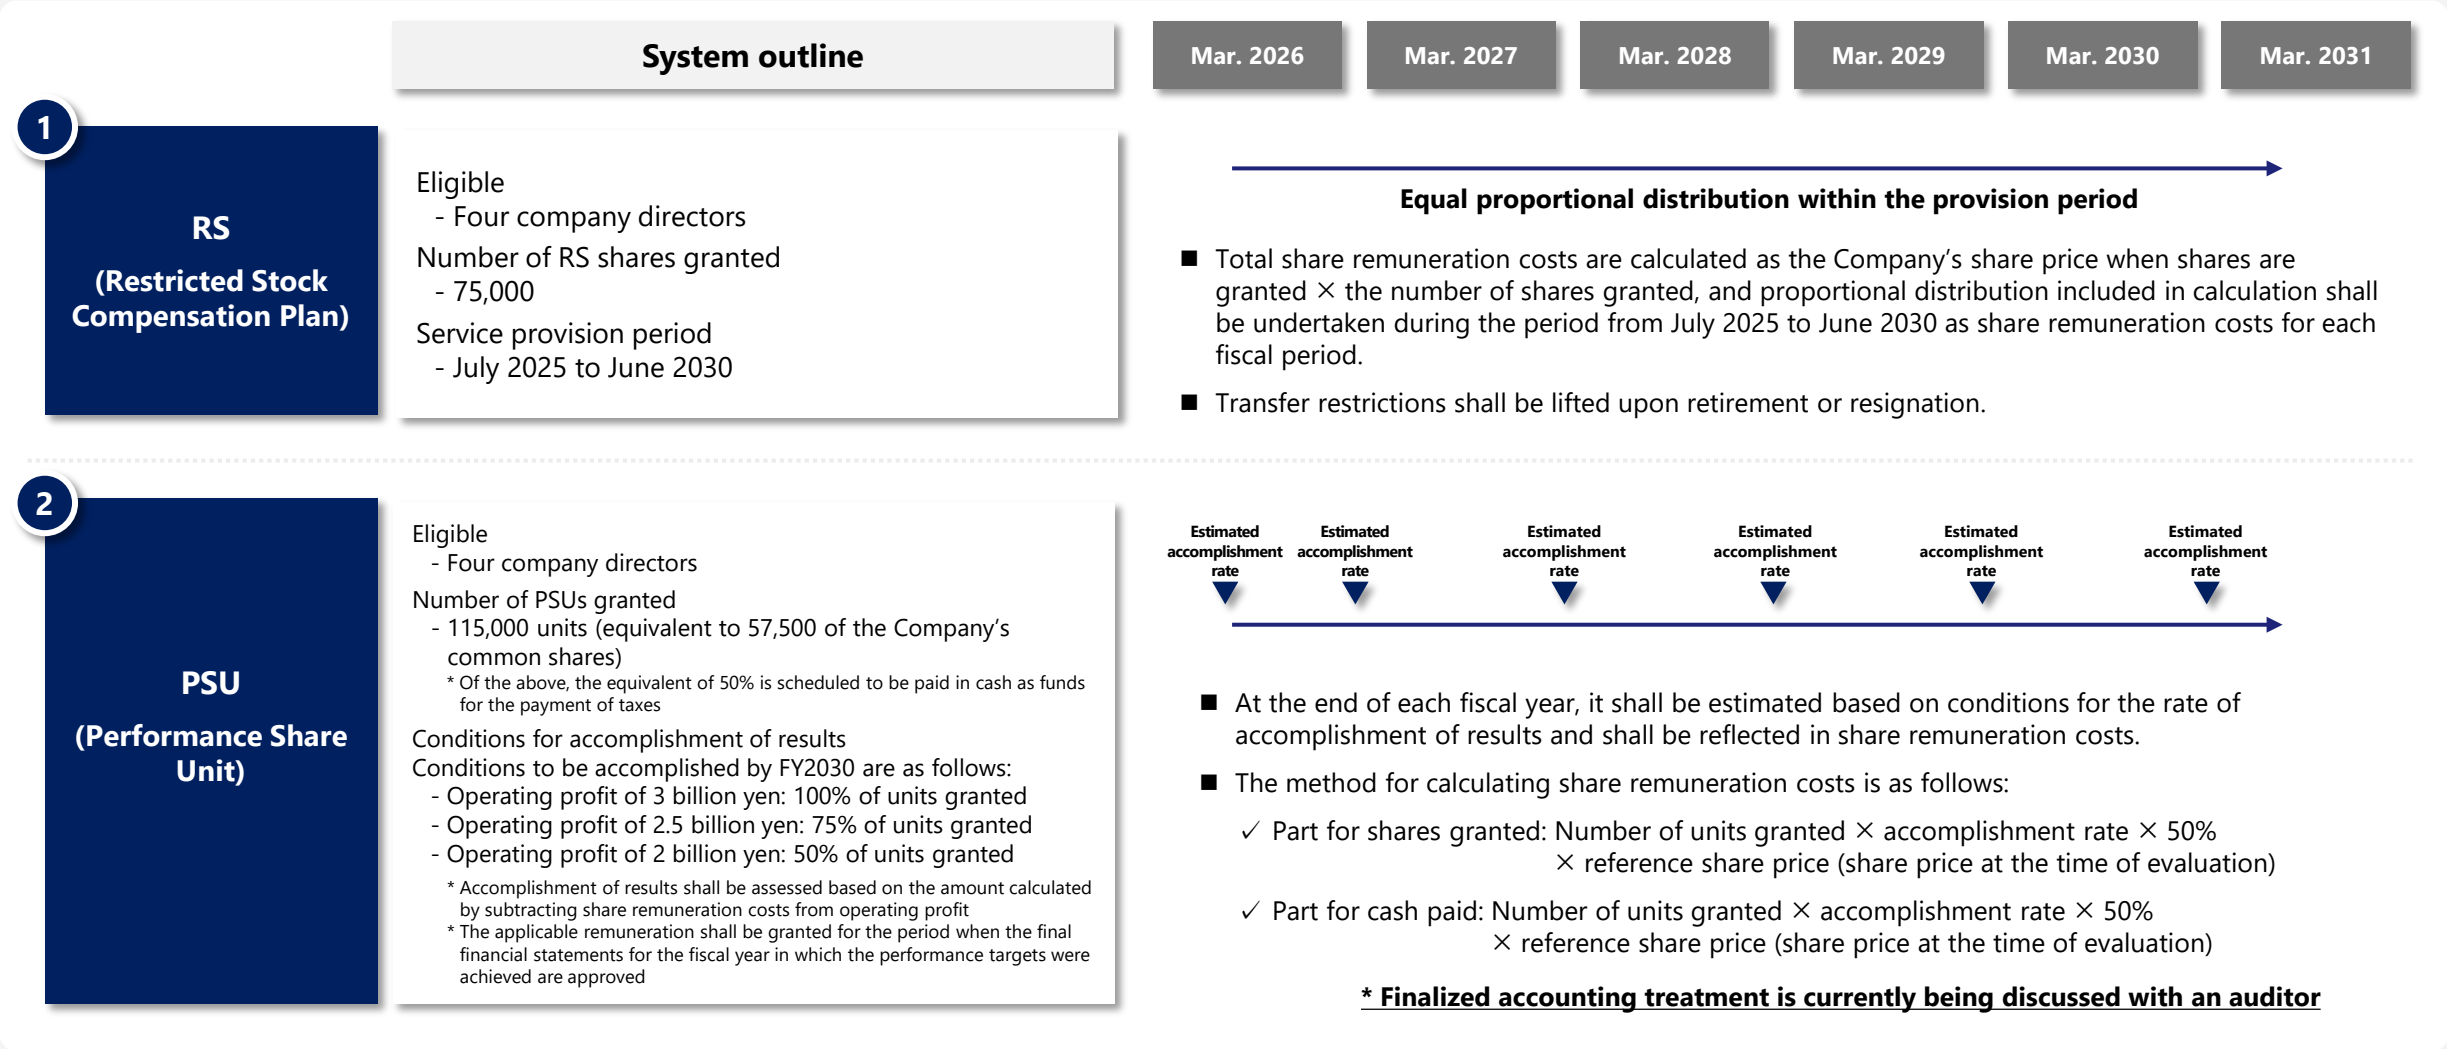 System outline
Mar. 2026
Mar. 2027
Mar. 2028
Mar. 2029
Mar. 2030
Mar. 2031
1
RS
(Restricted Stock
Compensation Plan)
Eligible
- Four company directors
Number of RS shares granted
- 75,000
Service provision period
- July 2025 to June 2030
Equal proportional distribution within the provision period
■ Total share remuneration costs are calculated as the Company’s share price when shares are
granted × the number of shares granted, and proportional distribution included in calculation shall
be undertaken during the period from July 2025 to June 2030 as share remuneration costs for each
fiscal period.
■ Transfer restrictions shall be lifted upon retirement or resignation.
2
PSU
(Performance Share
Unit)
Eligible
- Four company directors
Number of PSUs granted
- 115,000 units (equivalent to 57,500 of the Company’s
common shares)
* Of the above, the equivalent of 50% is scheduled to be paid in cash as funds
for the payment of taxes
Conditions for accomplishment of results
Conditions to be accomplished by FY2030 are as follows:
- Operating profit of 3 billion yen: 100% of units granted
- Operating profit of 2.5 billion yen: 75% of units granted
- Operating profit of 2 billion yen: 50% of units granted
* Accomplishment of results shall be assessed based on the amount calculated
by subtracting share remuneration costs from operating profit
* The applicable remuneration shall be granted for the period when the final
financial statements for the fiscal year in which the performance targets were
achieved are approved
Estimated
accomplishment
rate
Estimated
accomplishment
rate
Estimated
accomplishment
rate
Estimated
accomplishment
rate
Estimated
accomplishment
rate
Estimated
accomplishment
rate
■ At the end of each fiscal year, it shall be estimated based on conditions for the rate of
accomplishment of results and shall be reflected in share remuneration costs.
■ The method for calculating share remuneration costs is as follows:
✓ Part for shares granted: Number of units granted × accomplishment rate × 50%
× reference share price (share price at the time of evaluation)
✓ Part for cash paid: Number of units granted × accomplishment rate × 50%
× reference share price (share price at the time of evaluation)
* Finalized accounting treatment is currently being discussed with an auditor